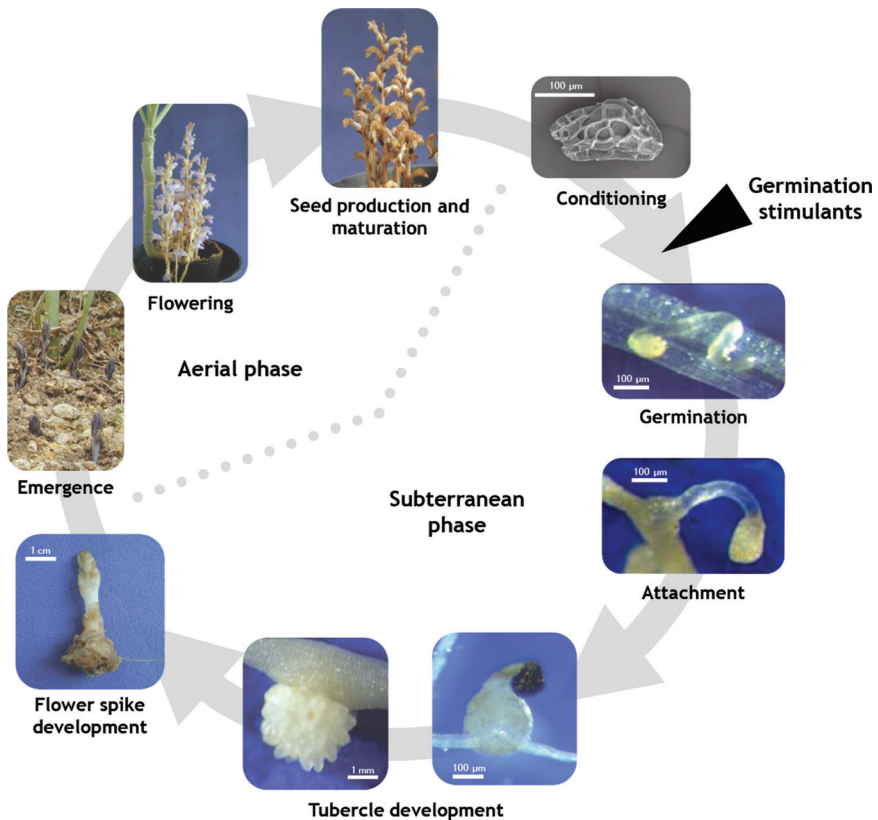 100 µm
Seed production and
maturation
Conditioning
Germination
stimulants
Flowering
100 µm
Germination
Aerial phase
Emergence
Subterranean
phase
100 µm
Attachment
1 cm
Flower spike
development
1 mm
100 µm
Tubercle development